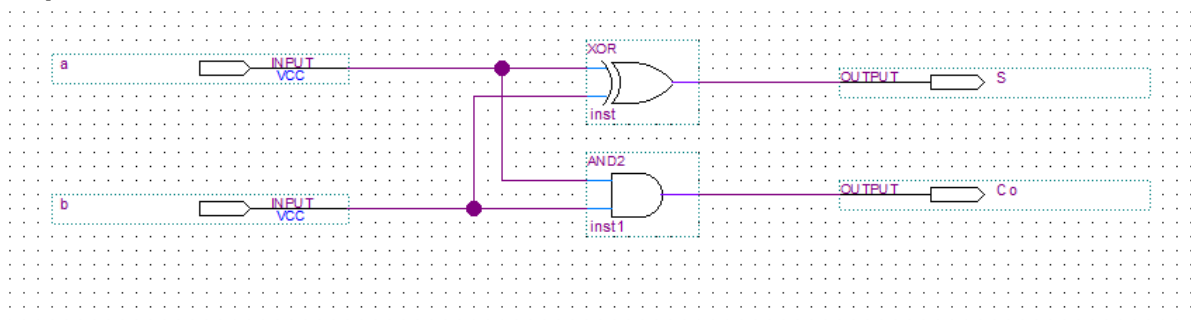 XOR
a
INPUT
VCC
OUTPUT
S
inst
AND2
b
INPUT
VCC
OUTPUT
Co
inst1